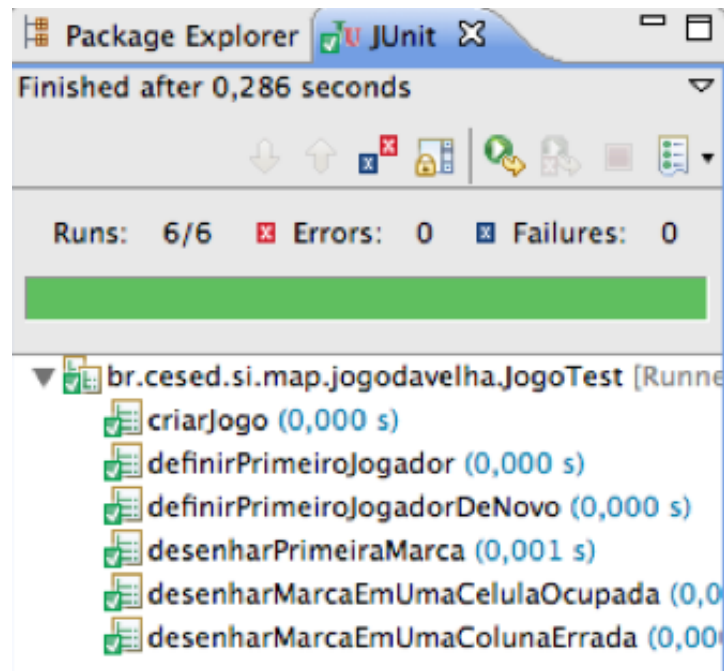 Package Explorer JUnit
Finished after 0,286 seconds
Runs: 6/6 Errors: 0 Failures: 0
br.cesed.si.map.jogodavelha.JogoTest [Runne
criarJogo (0,000 s)
definirPrimeiroJogador (0,000 s)
definirPrimeiroJogadorDeNovo (0,000 s)
desenharPrimeiraMarca (0,001 s)
desenharMarcaEmUmaCelulaOcupada (0,0
desenharMarcaEmUmaColunaErrada (0,00